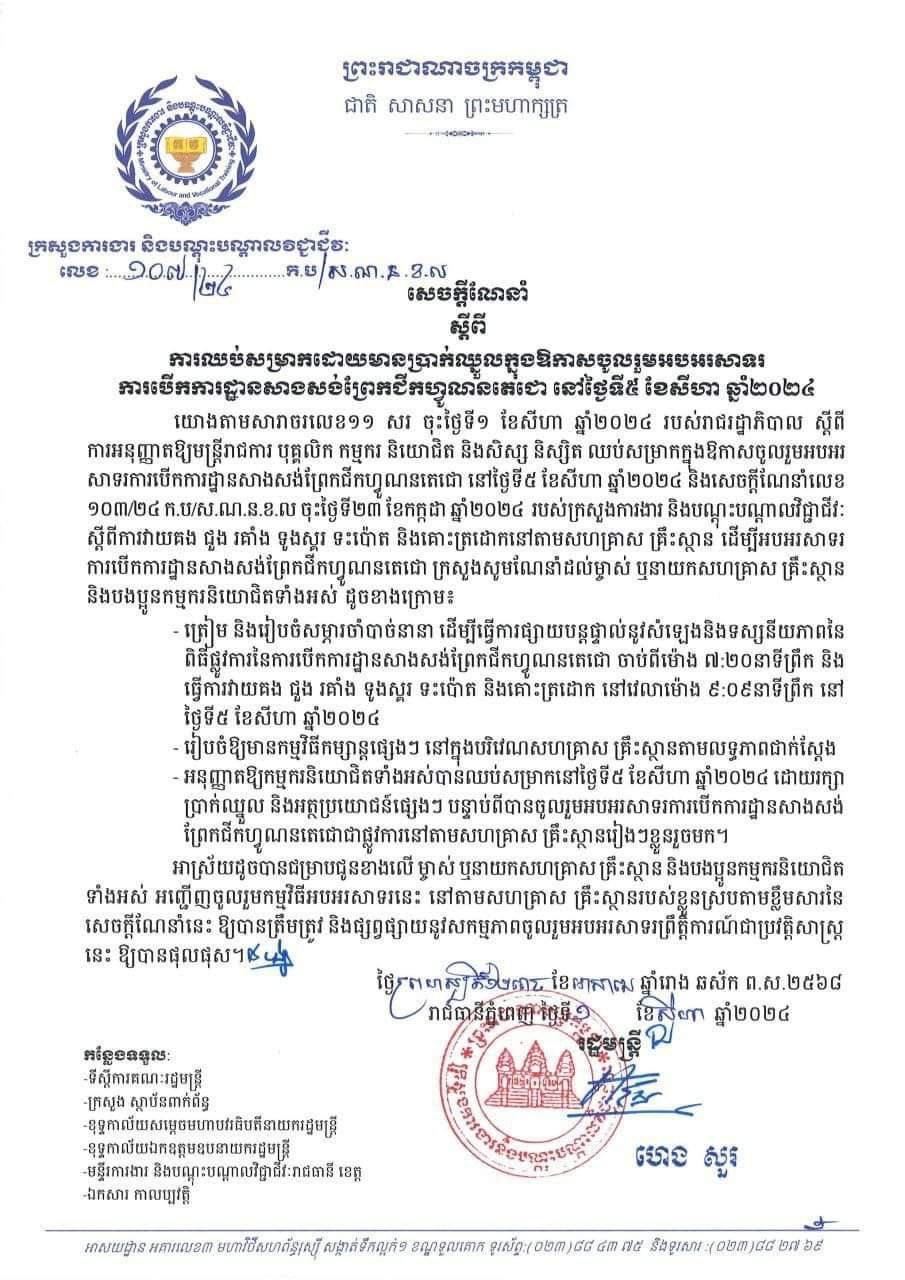 ព្រះរាជាណាចក្រកម្ពុជា
ជាតិ សាសនា ព្រះមហាក្សត្រ
ក្រសួងការងារ និងបណ្តុះបណ្តាលវិជ្ជាជីវៈ
Ministry of Labour and Vocational Training
ក្រសួងការងារ និងបណ្តុះបណ្តាលវិជ្ជាជីវៈ
លេខ :....១០៧/២៤..........ក.ប/ស.ណ.ន.ខ.ល
សេចក្តីណែនាំ
ស្តីពី
ការឈប់សម្រាកដោយមានប្រាក់ឈ្នួលក្នុងឱកាសចូលរួមអបអរសាទរ
ការបើកការដ្ឋានសាងសង់ព្រែកជីកហ្វូណនតេជោ នៅថ្ងៃទី៥ ខែសីហា ឆ្នាំ២០២៤
យោងតាមសារាចរលេខ១១ សរ ចុះថ្ងៃទី១ ខែសីហា ឆ្នាំ២០២៤ របស់រាជរដ្ឋាភិបាល ស្តីពី
ការអនុញ្ញាតឱ្យមន្ត្រីរាជការ បុគ្គលិក កម្មករ និយោជិត និងសិស្ស និស្សិត ឈប់សម្រាកក្នុងឱកាសចូលរួមអបអរ
សាទរការបើកការដ្ឋានសាងសង់ព្រែកជីកហ្វូណនតេជោ នៅថ្ងៃទី៥ ខែសីហា ឆ្នាំ២០២៤ និងសេចក្តីណែនាំលេខ
១០៣/២៤ ក.ប/ស.ណ.ន.ខ.ល ចុះថ្ងៃទី២៣ ខែកក្កដា ឆ្នាំ២០២៤ របស់ក្រសួងការងារ និងបណ្តុះបណ្តាលវិជ្ជាជីវៈ
ស្តីពីការវាយគង ជួង រគាំង ទូងស្គរ ទះប៉ោត និងគោះត្រដោកនៅតាមសហគ្រាស គ្រឹះស្ថាន ដើម្បីអបអរសាទរ
ការបើកការដ្ឋានសាងសង់ព្រែកជីកហ្វូណនតេជោ ក្រសួងសូមណែនាំដល់ម្ចាស់ ឬនាយកសហគ្រាស គ្រឹះស្ថាន
និងបងប្អូនកម្មករនិយោជិតទាំងអស់ ដូចខាងក្រោម៖
- ត្រៀម និងរៀបចំសម្ភារចាំបាច់នានា ដើម្បីធ្វើការផ្សាយបន្តផ្ទាល់នូវសំឡេងនិងទស្សនីយភាពនៃ
ពិធីផ្លូវការនៃការបើកការដ្ឋានសាងសង់ព្រែកជីកហ្វូណនតេជោ ចាប់ពីម៉ោង ៧:២០នាទីព្រឹក និង
ធ្វើការវាយគង ជួង រគាំង ទូងស្គរ ទះប៉ោត និងគោះត្រដោក នៅវេលាម៉ោង ៩:០៩នាទីព្រឹក នៅ
ថ្ងៃទី៥ ខែសីហា ឆ្នាំ២០២៤
- រៀបចំឱ្យមានកម្មវិធីកម្សាន្តផ្សេងៗ នៅក្នុងបរិវេណសហគ្រាស គ្រឹះស្ថានតាមលទ្ធភាពជាក់ស្តែង
- អនុញ្ញាតឱ្យកម្មករនិយោជិតទាំងអស់បានឈប់សម្រាកនៅថ្ងៃទី៥ ខែសីហា ឆ្នាំ២០២៤ ដោយរក្សា
ប្រាក់ឈ្នួល និងអត្ថប្រយោជន៍ផ្សេងៗ បន្ទាប់ពីបានចូលរួមអបអរសាទរការបើកការដ្ឋានសាងសង់
ព្រែកជីកហ្វូណនតេជោជាផ្លូវការនៅតាមសហគ្រាស គ្រឹះស្ថានរៀងៗខ្លួនរួចមក។
អាស្រ័យដូចបានជម្រាបជូនខាងលើ ម្ចាស់ ឬនាយកសហគ្រាស គ្រឹះស្ថាន និងបងប្អូនកម្មករនិយោជិត
ទាំងអស់ អញ្ជើញចូលរួមកម្មវិធីអបអរសាទរនេះ នៅតាមសហគ្រាស គ្រឹះស្ថានរបស់ខ្លួនស្របតាមខ្លឹមសារនៃ
សេចក្តីណែនាំនេះ ឱ្យបានត្រឹមត្រូវ និងផ្សព្វផ្សាយនូវសកម្មភាពចូលរួមអបអរសាទរព្រឹត្តិការណ៍ជាប្រវត្តិសាស្ត្រ
នេះ ឱ្យបានផុលផុស។
ថ្ងៃព្រហស្បតិ៍ ១២រោច ខែអាសាឍ ឆ្នាំរោង ឆស័ក ព.ស.២៥៦៨
រាជធានីភ្នំពេញ ថ្ងៃទី១ ខែសីហា ឆ្នាំ២០២៤
រដ្ឋមន្ត្រី
ហេង សួរ
កន្លែងទទួល:
-ទីស្តីការគណៈរដ្ឋមន្ត្រី
-ក្រសួង ស្ថាប័នពាក់ព័ន្ធ
-ខុទ្ទកាល័យសម្តេចមហាបវរធិបតីនាយករដ្ឋមន្ត្រី
-ខុទ្ទកាល័យឯកឧត្តមឧបនាយករដ្ឋមន្ត្រី
-មន្ទីរការងារ និងបណ្តុះបណ្តាលវិជ្ជាជីវៈរាជធានី ខេត្ត
-ឯកសារ កាលប្បវត្តិ
អាសយដ្ឋាន អគារលេខ៣ មហាវិថីសហព័ន្ធរុស្ស៊ី សង្កាត់ទឹកល្អក់១ ខណ្ឌទួលគោក ទូរស័ព្ទ:(០២៣)៨៨ ៤៣ ៧៥ និងទូរសារ :(០២៣)៨៨ ២៧ ៦៩